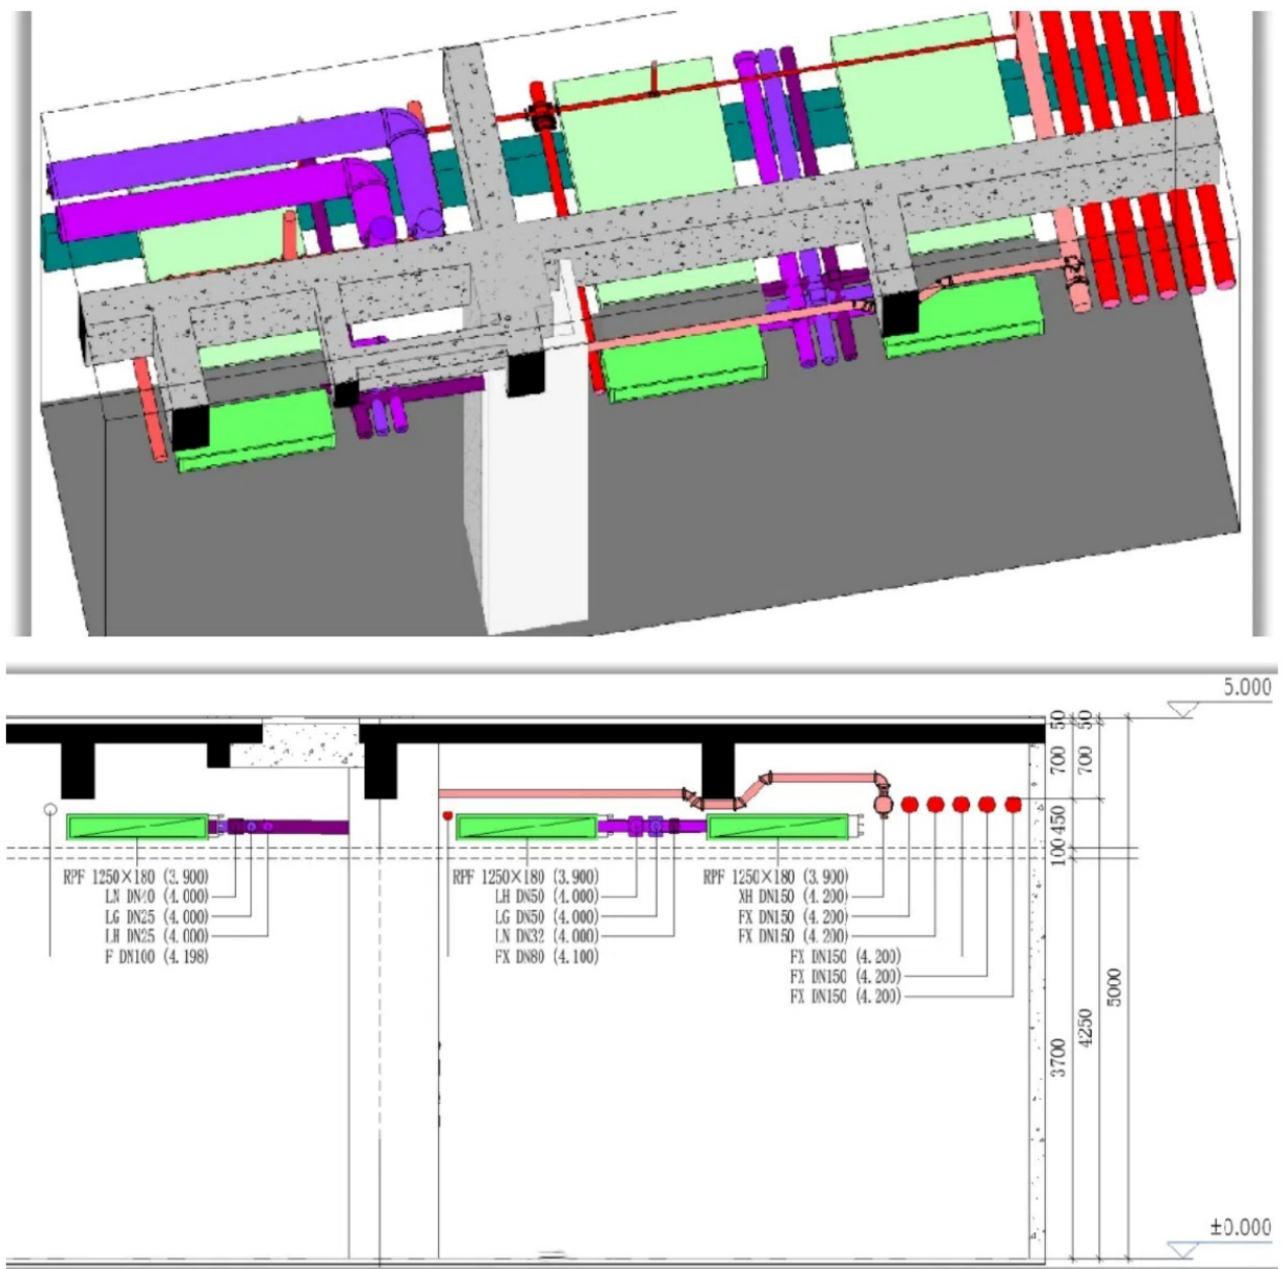 5.000
50
50
700
700
450
100
RPF 1250×180 (3.900)
LN DN40 (4.000)
LG DN25 (4.000)
LH DN25 (4.000)
F DN100 (4.198)
RPF 1250×180 (3.900)
LH DN50 (4.000)
LG DN50 (4.000)
LN DN32 (4.000)
FX DN80 (4.100)
RPF 1250×180 (3.900)
XH DN150 (4.200)
FX DN150 (4.200)
FX DN150 (4.200)
FX DN150 (4.200)
FX DN150 (4.200)
FX DN150 (4.200)
3700
4250
5000
±0.000